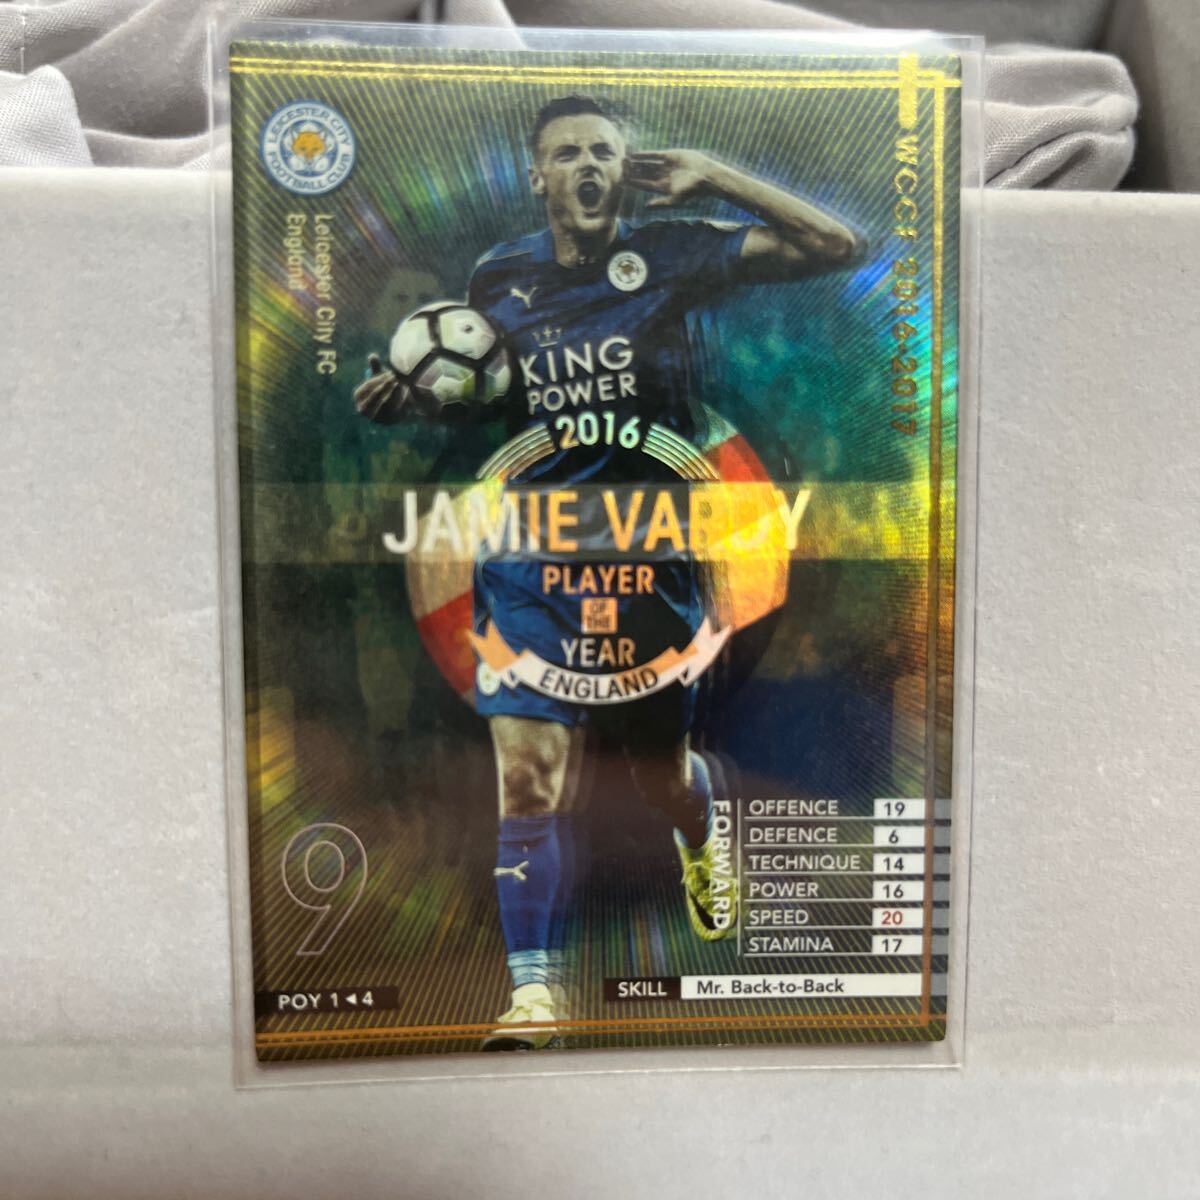 LEICESTER CITY
FOOTBALL CLUB
Leicester City FC
England
WCCF 2016-2017
KING
POWER
2016
JAMIE VARDY
PLAYER
OF
THE
YEAR
ENGLAND
9
FORWARD
OFFENCE 19
DEFENCE 6
TECHNIQUE 14
POWER 16
SPEED 20
STAMINA 17
SKILL Mr. Back-to-Back
POY 1◄4